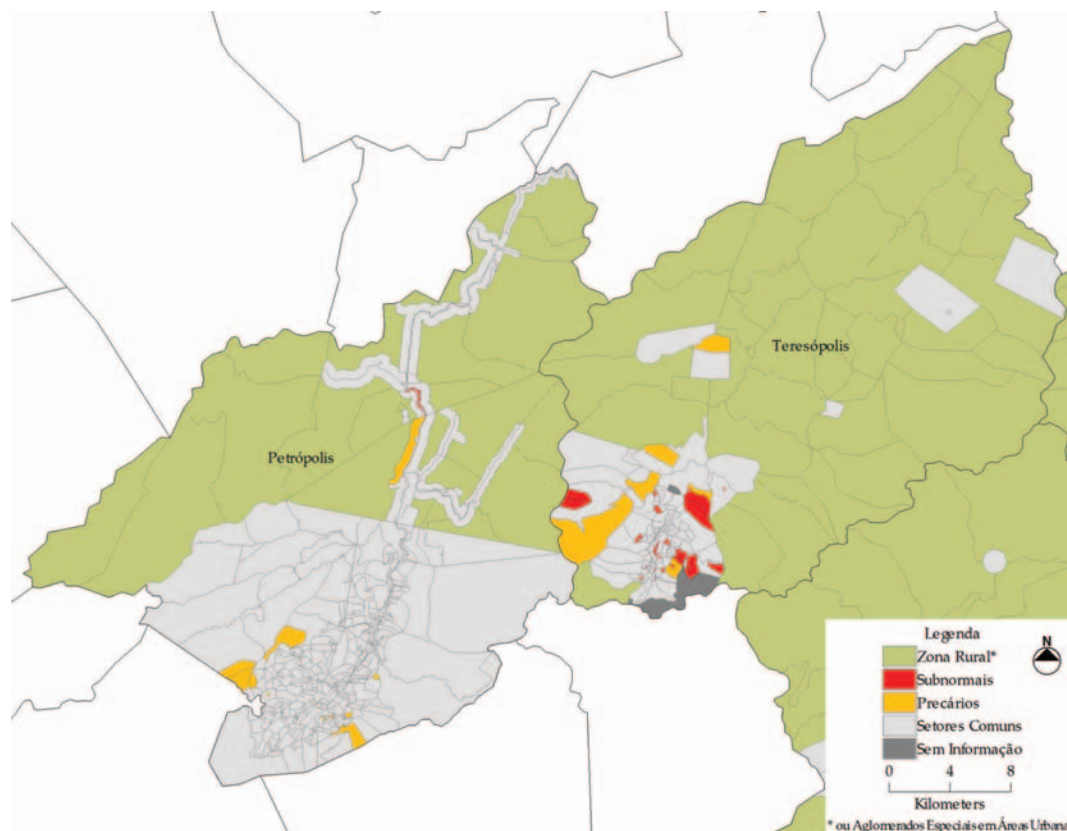 Teresópolis
Petrópolis
Legenda
N
Zona Rural*
Subnormais
Precários
Setores Comuns
Sem Informação
0 4 8
Kilometers
* ou Aglomerados Especiais em Áreas Urbana